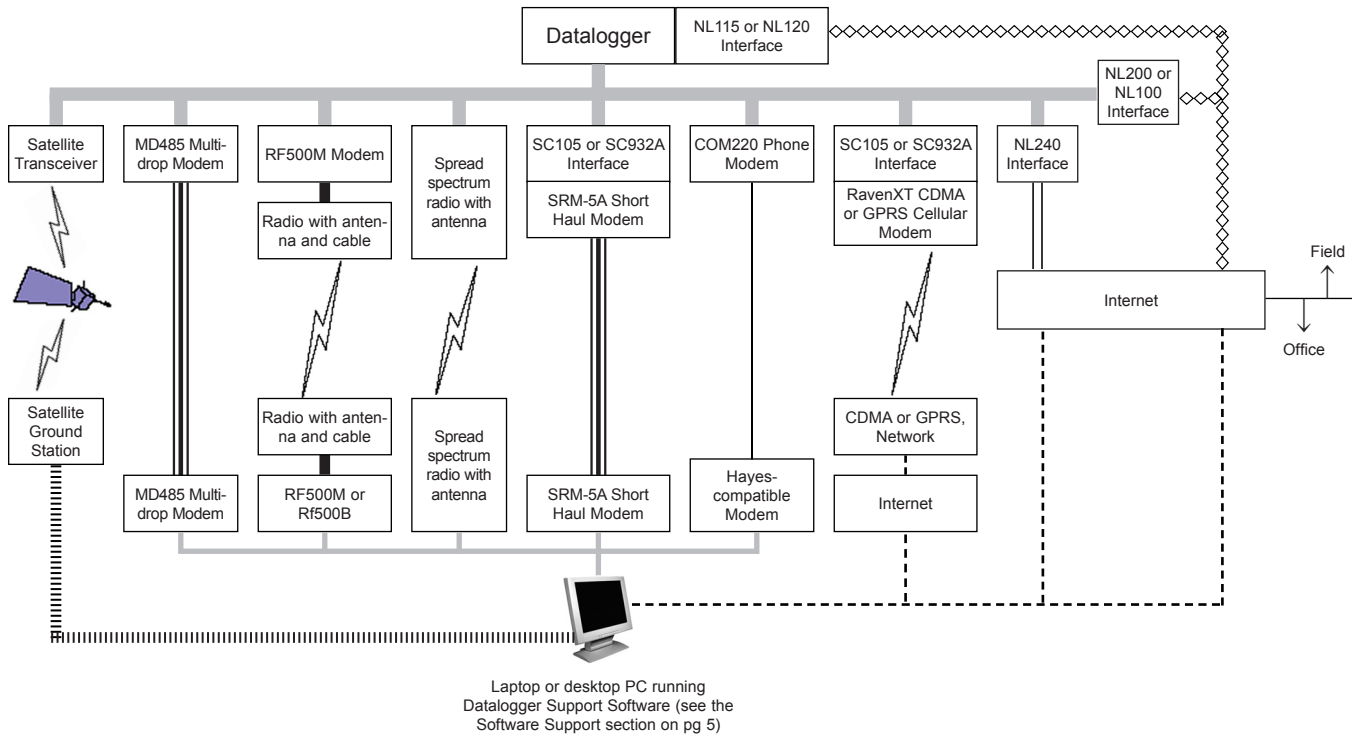 Datalogger
NL115 or NL120
Interface
NL200 or
NL100
Interface
Satellite
Transceiver
MD485 Multi-
drop Modem
RF500M Modem
Spread
spectrum
radio with
antenna
SC105 or SC932A
Interface
COM220 Phone
Modem
SC105 or SC932A
Interface
NL240
Interface
Radio with anten-
na and cable
SRM-5A Short
Haul Modem
RavenXT CDMA
or GPRS Cellular
Modem
Internet
Field
Office
Satellite
Ground
Station
Radio with anten-
na and cable
Spread
spectrum
radio with
antenna
CDMA or GPRS,
Network
MD485 Multi-
drop Modem
RF500M or
Rf500B
SRM-5A Short
Haul Modem
Hayes-
compatible
Modem
Internet
Laptop or desktop PC running
Datalogger Support Software (see the
Software Support section on pg 5)